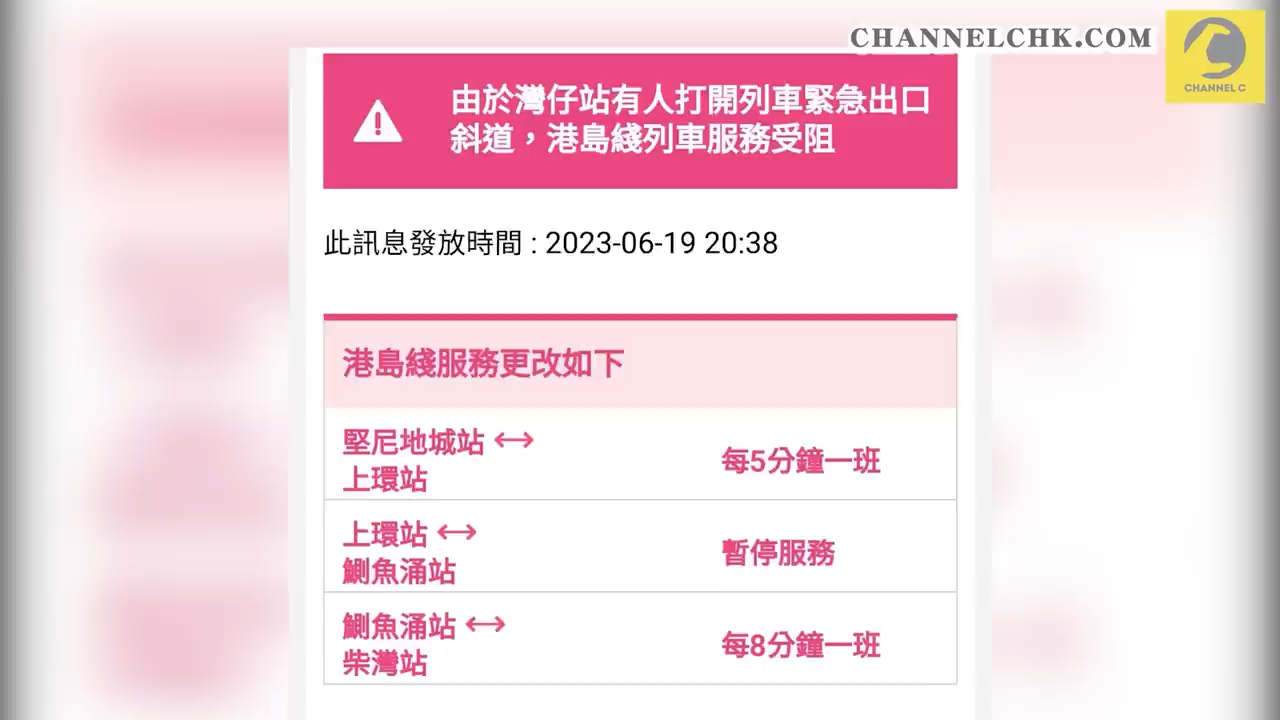 CHANNELCHK.COM
CHANNEL C
由於灣仔站有人打開列車緊急出口
斜道，港島綫列車服務受阻
此訊息發放時間 : 2023-06-19 20:38
港島綫服務更改如下
堅尼地城站 ↔
上環站
每5分鐘一班
上環站 ↔
鰂魚涌站
暫停服務
鰂魚涌站 ↔
柴灣站
每8分鐘一班